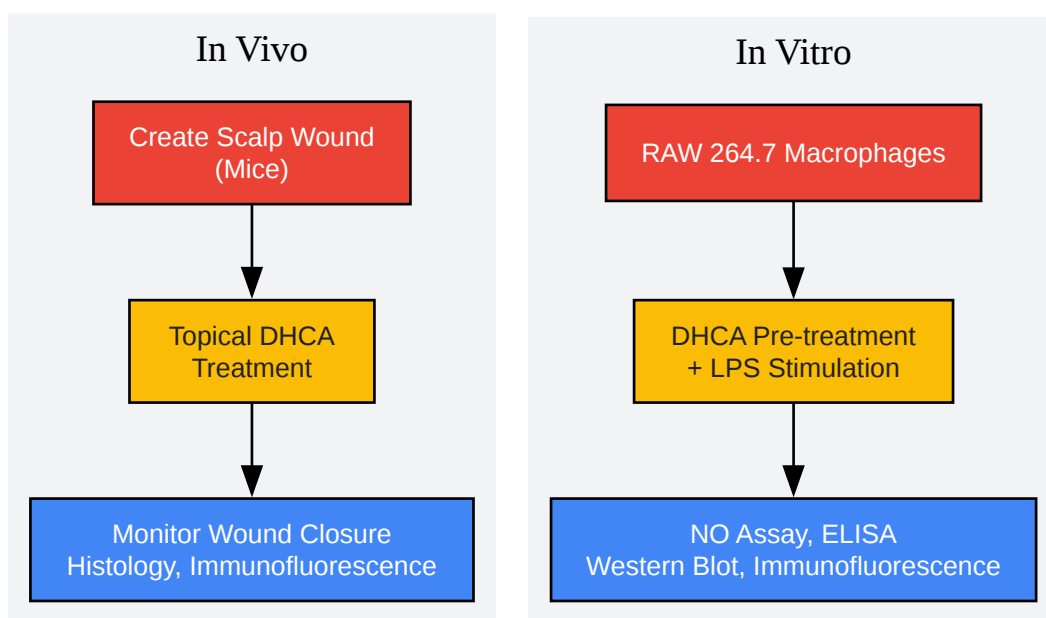 In Vivo
Create Scalp Wound
(Mice)
Topical DHCA
Treatment
Monitor Wound Closure
Histology, Immunofluorescence
In Vitro
RAW 264.7 Macrophages
DHCA Pre-treatment
+ LPS Stimulation
NO Assay, ELISA
Western Blot, Immunofluorescence